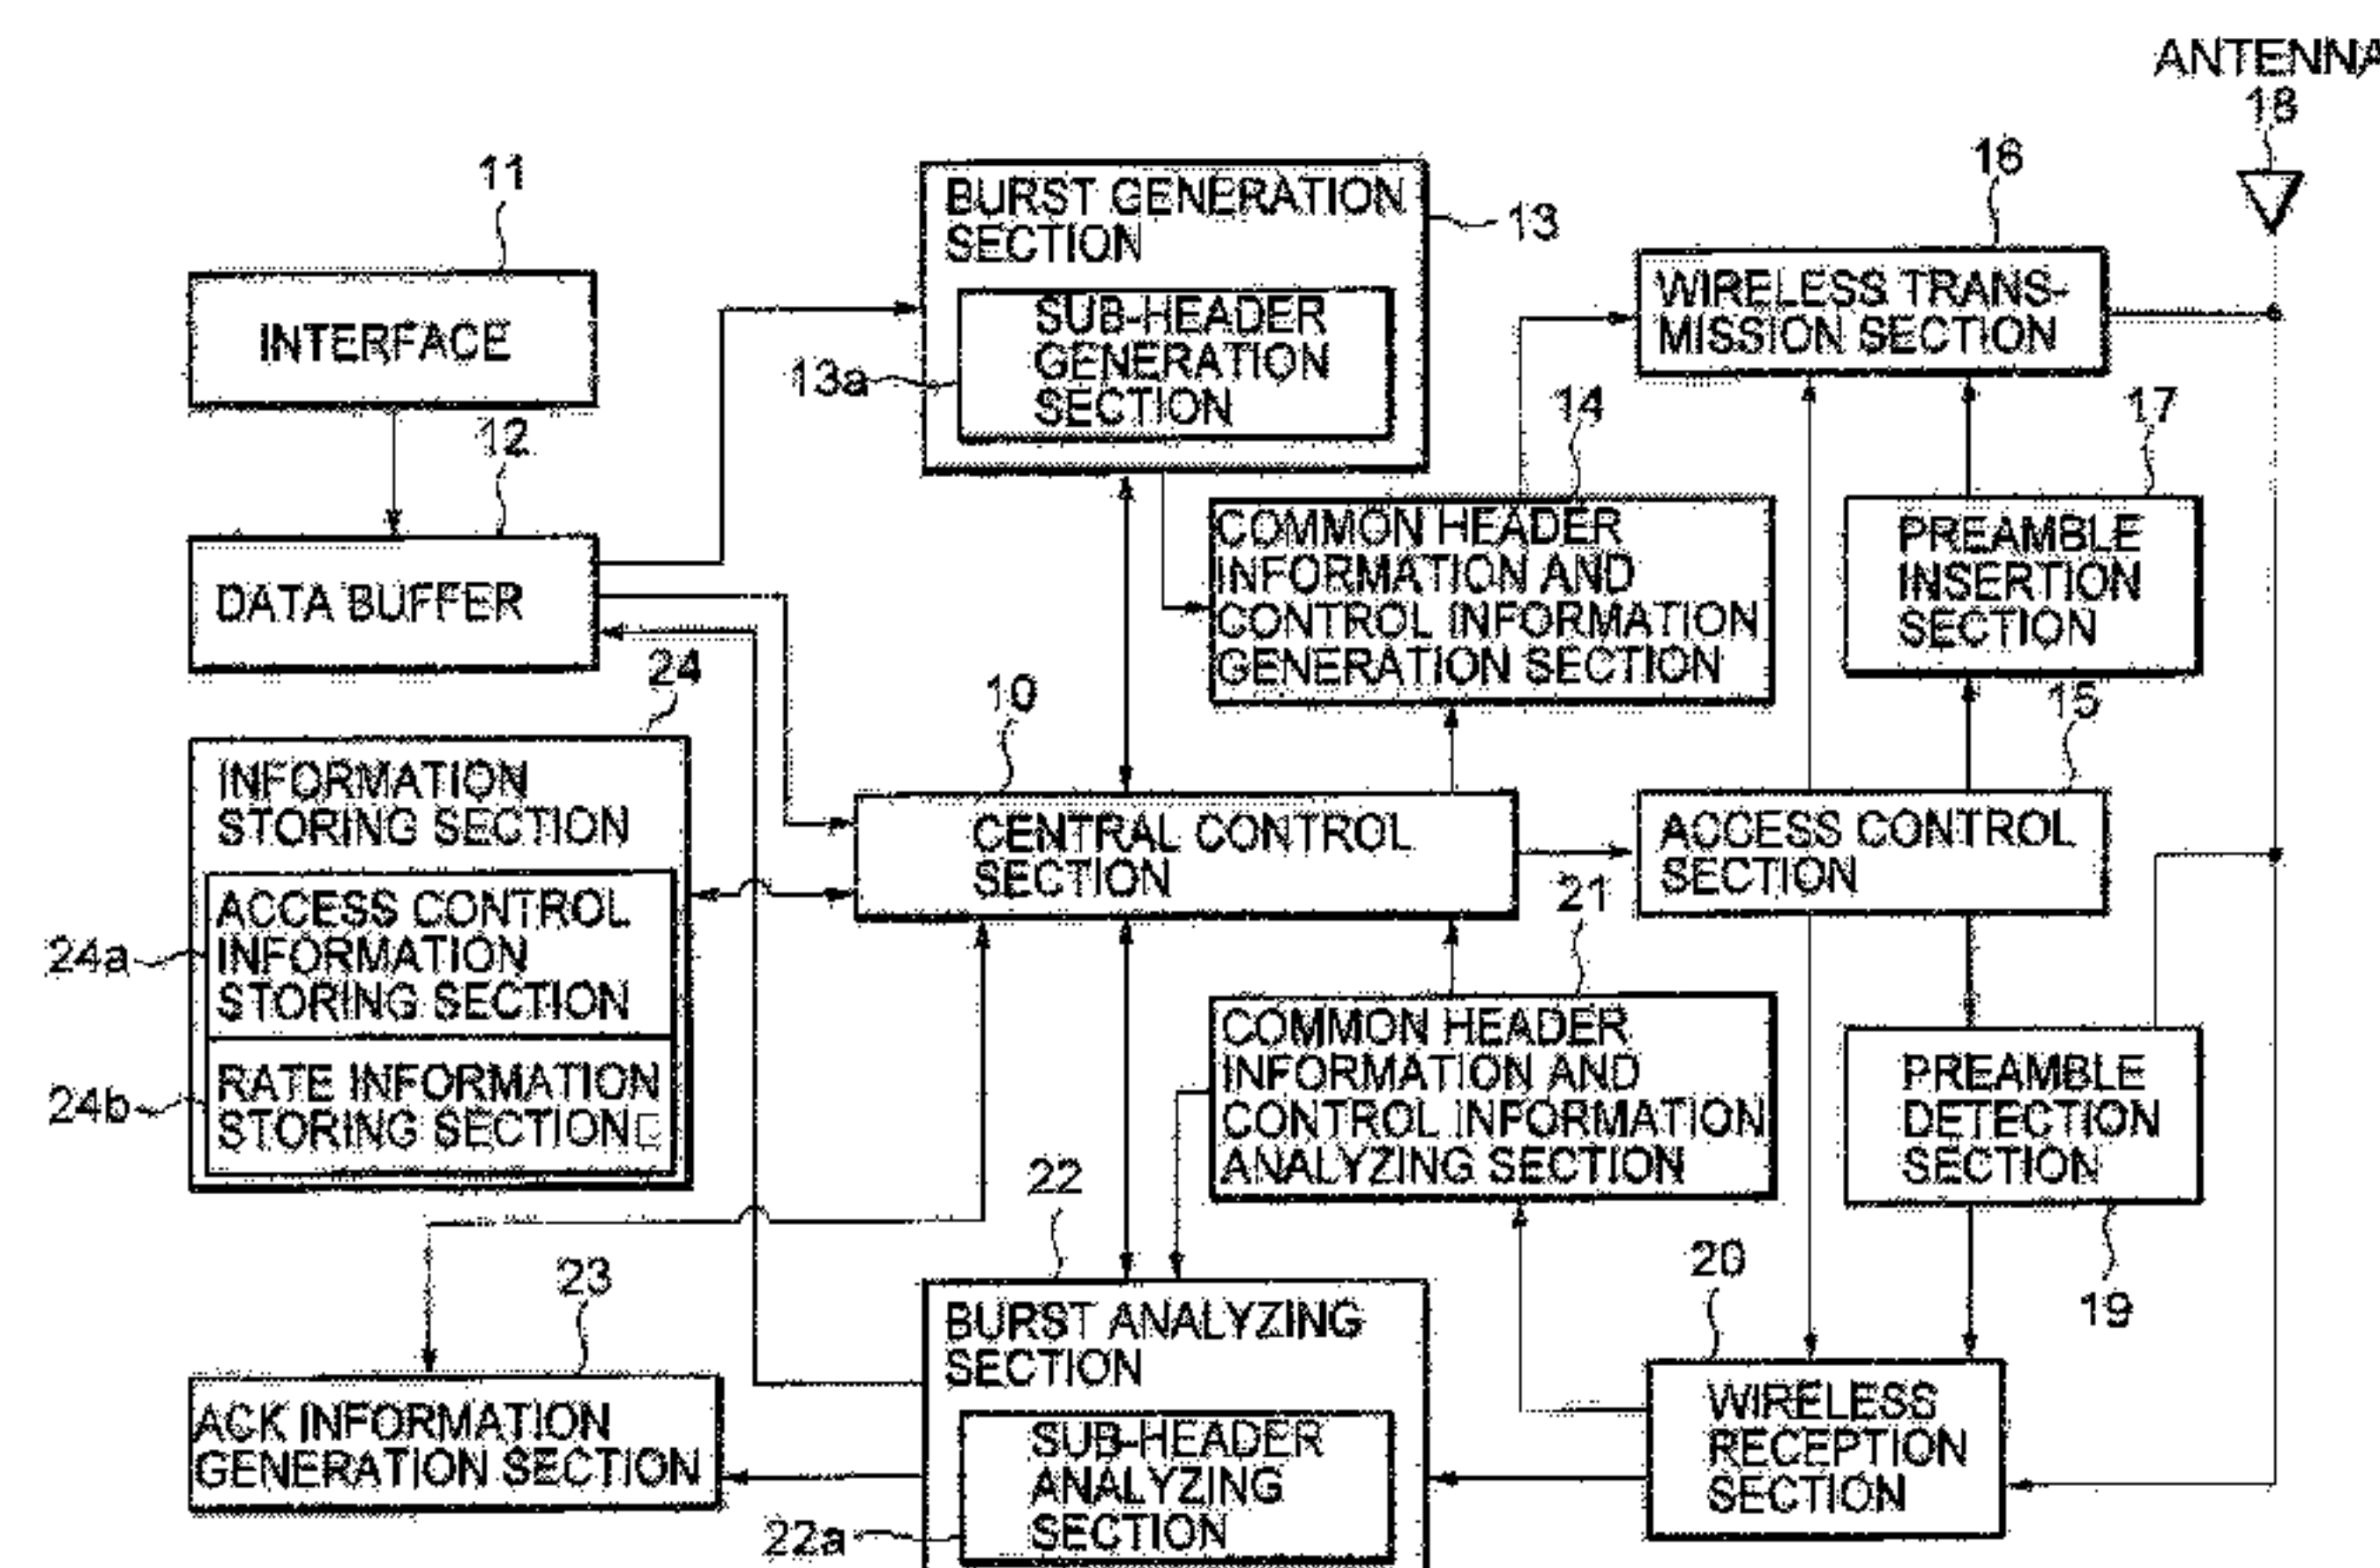 ANTENNA
18
11
16
BURST GENERATION
SECTION
13
INTERFACE
SUB-HEADER
GENERATION
SECTION
13a
WIRELESS TRANS-
MISSION SECTION
12
14
17
DATA BUFFER
COMMON HEADER
INFORMATION AND
CONTROL INFORMATION
GENERATION SECTION
PREAMBLE
INSERTION
SECTION
24
10
15
INFORMATION
STORING SECTION
CENTRAL CONTROL
SECTION
ACCESS CONTROL
SECTION
24a
ACCESS CONTROL
INFORMATION
STORING SECTION
21
24b
RATE INFORMATION
STORING SECTION
COMMON HEADER
INFORMATION AND
CONTROL INFORMATION
ANALYZING SECTION
PREAMBLE
DETECTION
SECTION
22
20
19
23
BURST ANALYZING
SECTION
ACK INFORMATION
GENERATION SECTION
SUB-HEADER
ANALYZING
SECTION
22a
WIRELESS
RECEPTION
SECTION